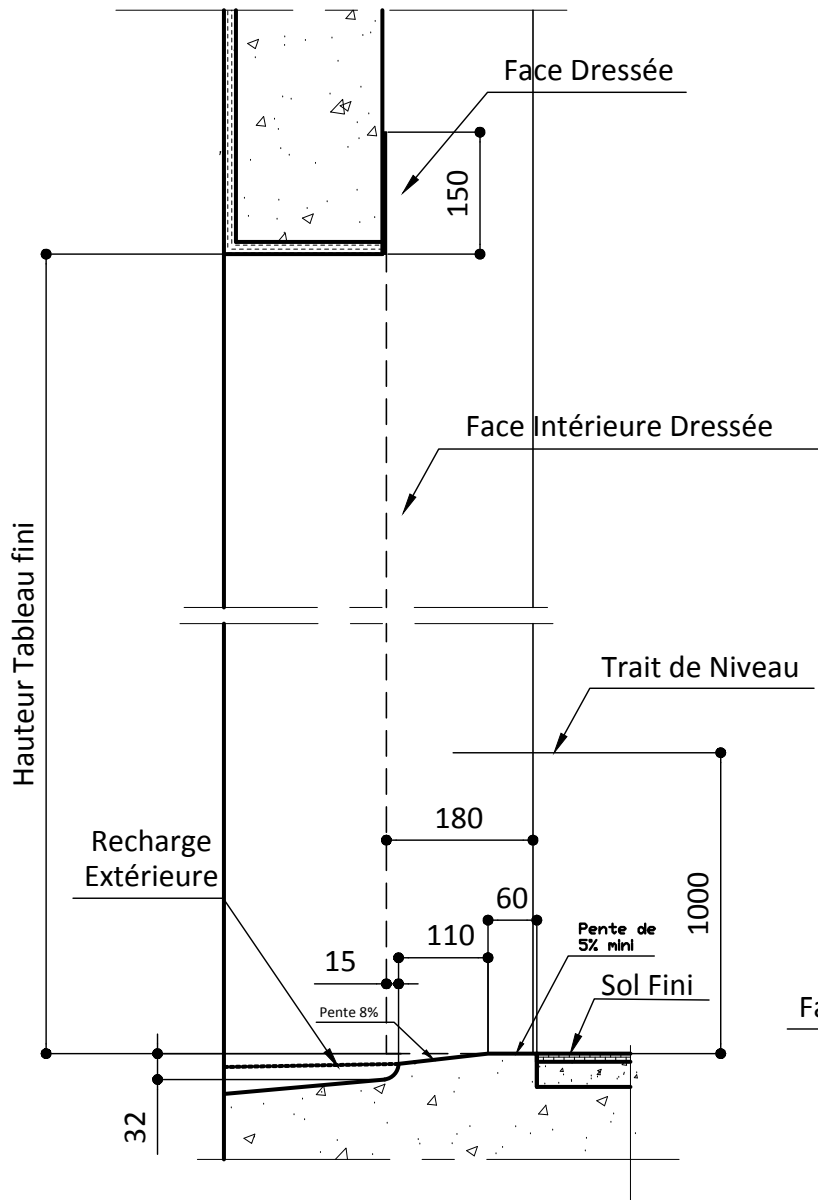 Face Dressée
150
Face Intérieure Dressée
Hauteur Tableau fini
Trait de Niveau
180
Recharge
Extérieure
60
1000
110
Pente de
5% mini
15
Sol Fini
Pente 8%
Fa
32